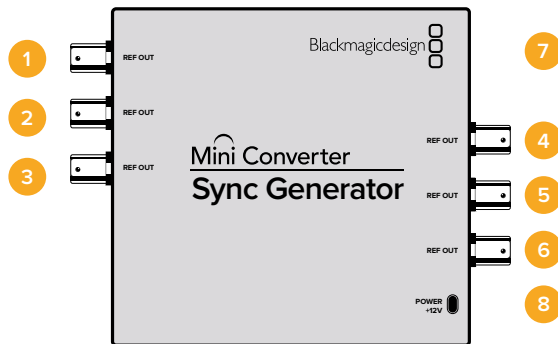 Blackmagicdesign
1
REF OUT
7
2
REF OUT
REF OUT
4
Mini Converter
3
REF OUT
Sync Generator
REF OUT
5
REF OUT
6
POWER
+12V
8